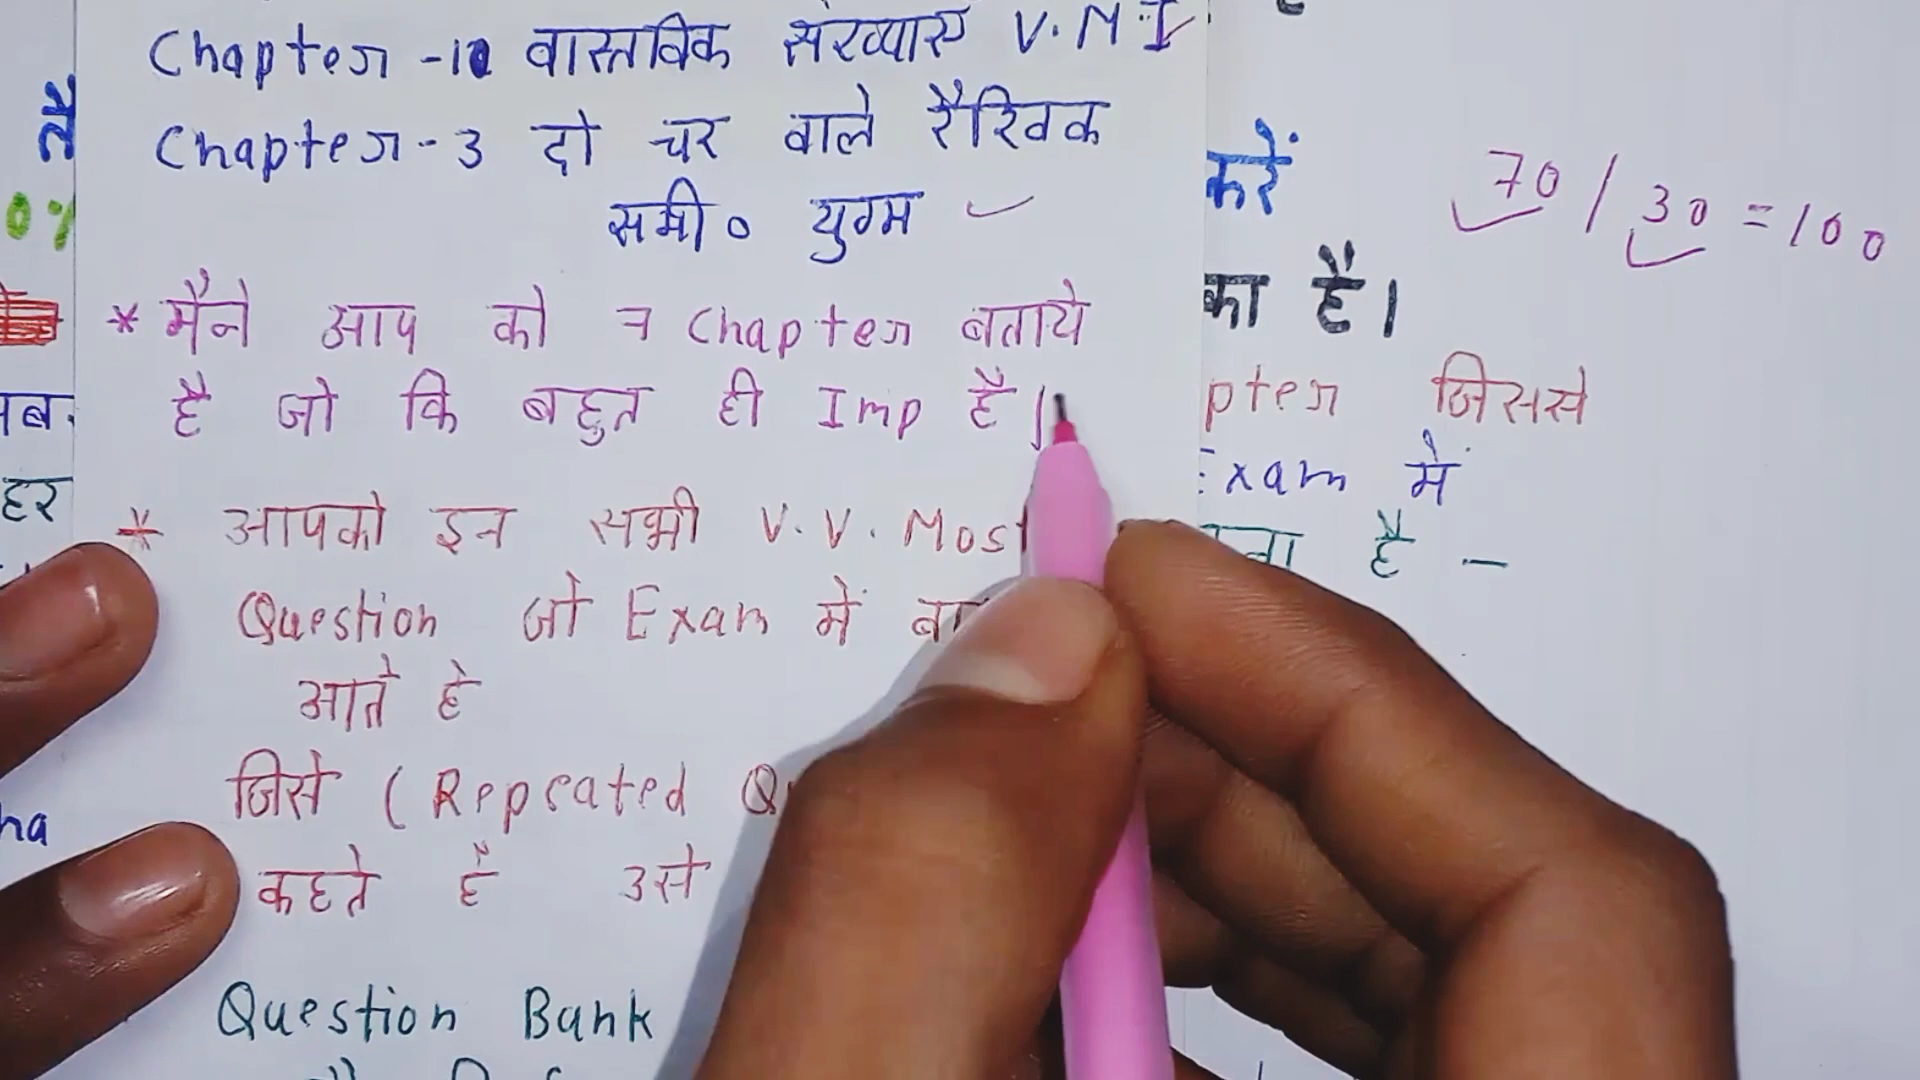 Chapter -1 वास्तविक संख्याएँ V.M.I
Chapter-3 दो चर वाले रैखिक
समी० युग्म
* मैंने आप को 7 Chapter बताये
है जो कि बहुत ही Imp है।
* आपको इन सभी V.V. Most
Question जो Exam में
आते है
जिसे (Repeated
कहते है उसे
Question Bank
करें
70 / 30 = 100
का है।
जिससे
Exam में
है -
हर